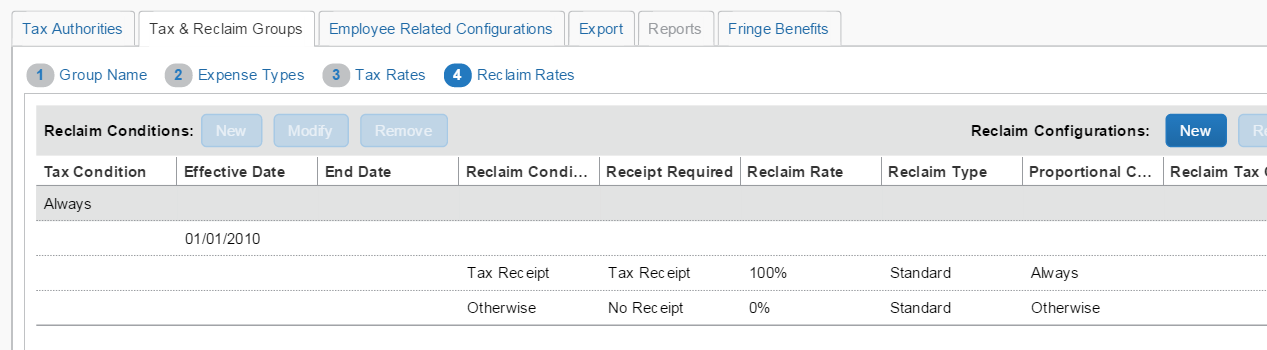 Tax Authorities Tax & Reclaim Groups Employee Related Configurations Export Reports Fringe Benefits
1 Group Name 2 Expense Types 3 Tax Rates 4 Reclaim Rates
Reclaim Conditions: New Modify Remove Reclaim Configurations: New
Tax Condition Effective Date End Date Reclaim Condi... Receipt Required Reclaim Rate Reclaim Type Proportional C... Reclaim Tax
Always
01/01/2010
Tax Receipt Tax Receipt 100% Standard Always
Otherwise No Receipt 0% Standard Otherwise